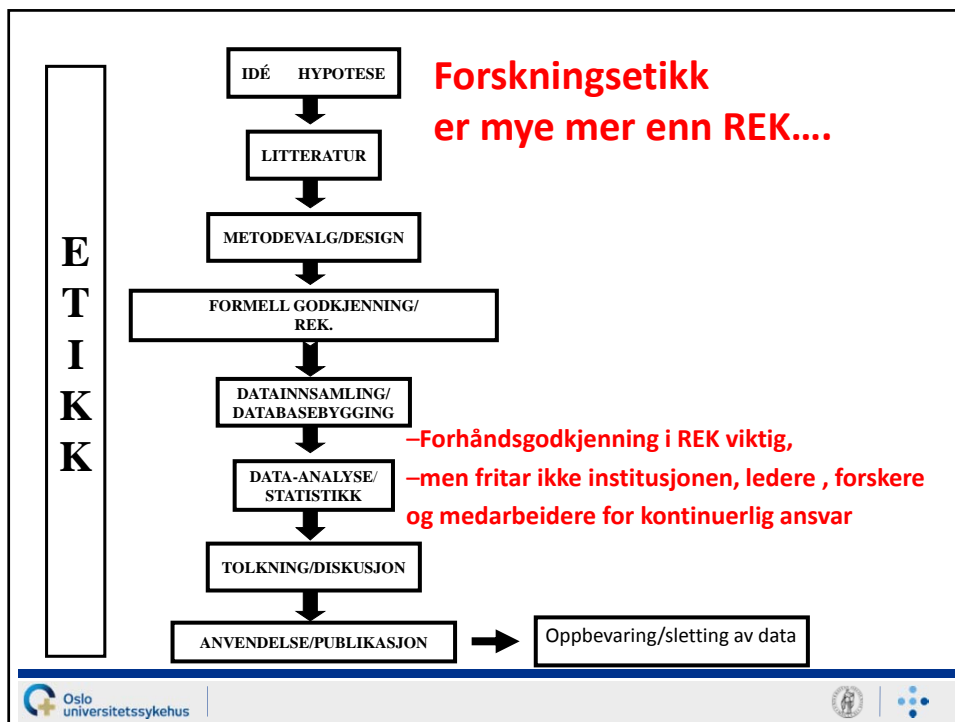 E
T
I
K
K
IDÉ HYPOTESE
Forskningsetikk
er mye mer enn REK….
LITTERATUR
METODEVALG/DESIGN
FORMELL GODKJENNING/
REK.
DATAINNSAMLING/
DATABASEBYGGING
–Forhåndsgodkjenning i REK viktig,
DATA-ANALYSE/
STATISTIKK
–men fritar ikke institusjonen, ledere , forskere
og medarbeidere for kontinuerlig ansvar
TOLKNING/DISKUSJON
ANVENDELSE/PUBLIKASJON
Oppbevaring/sletting av data
Oslo
universitetssykehus